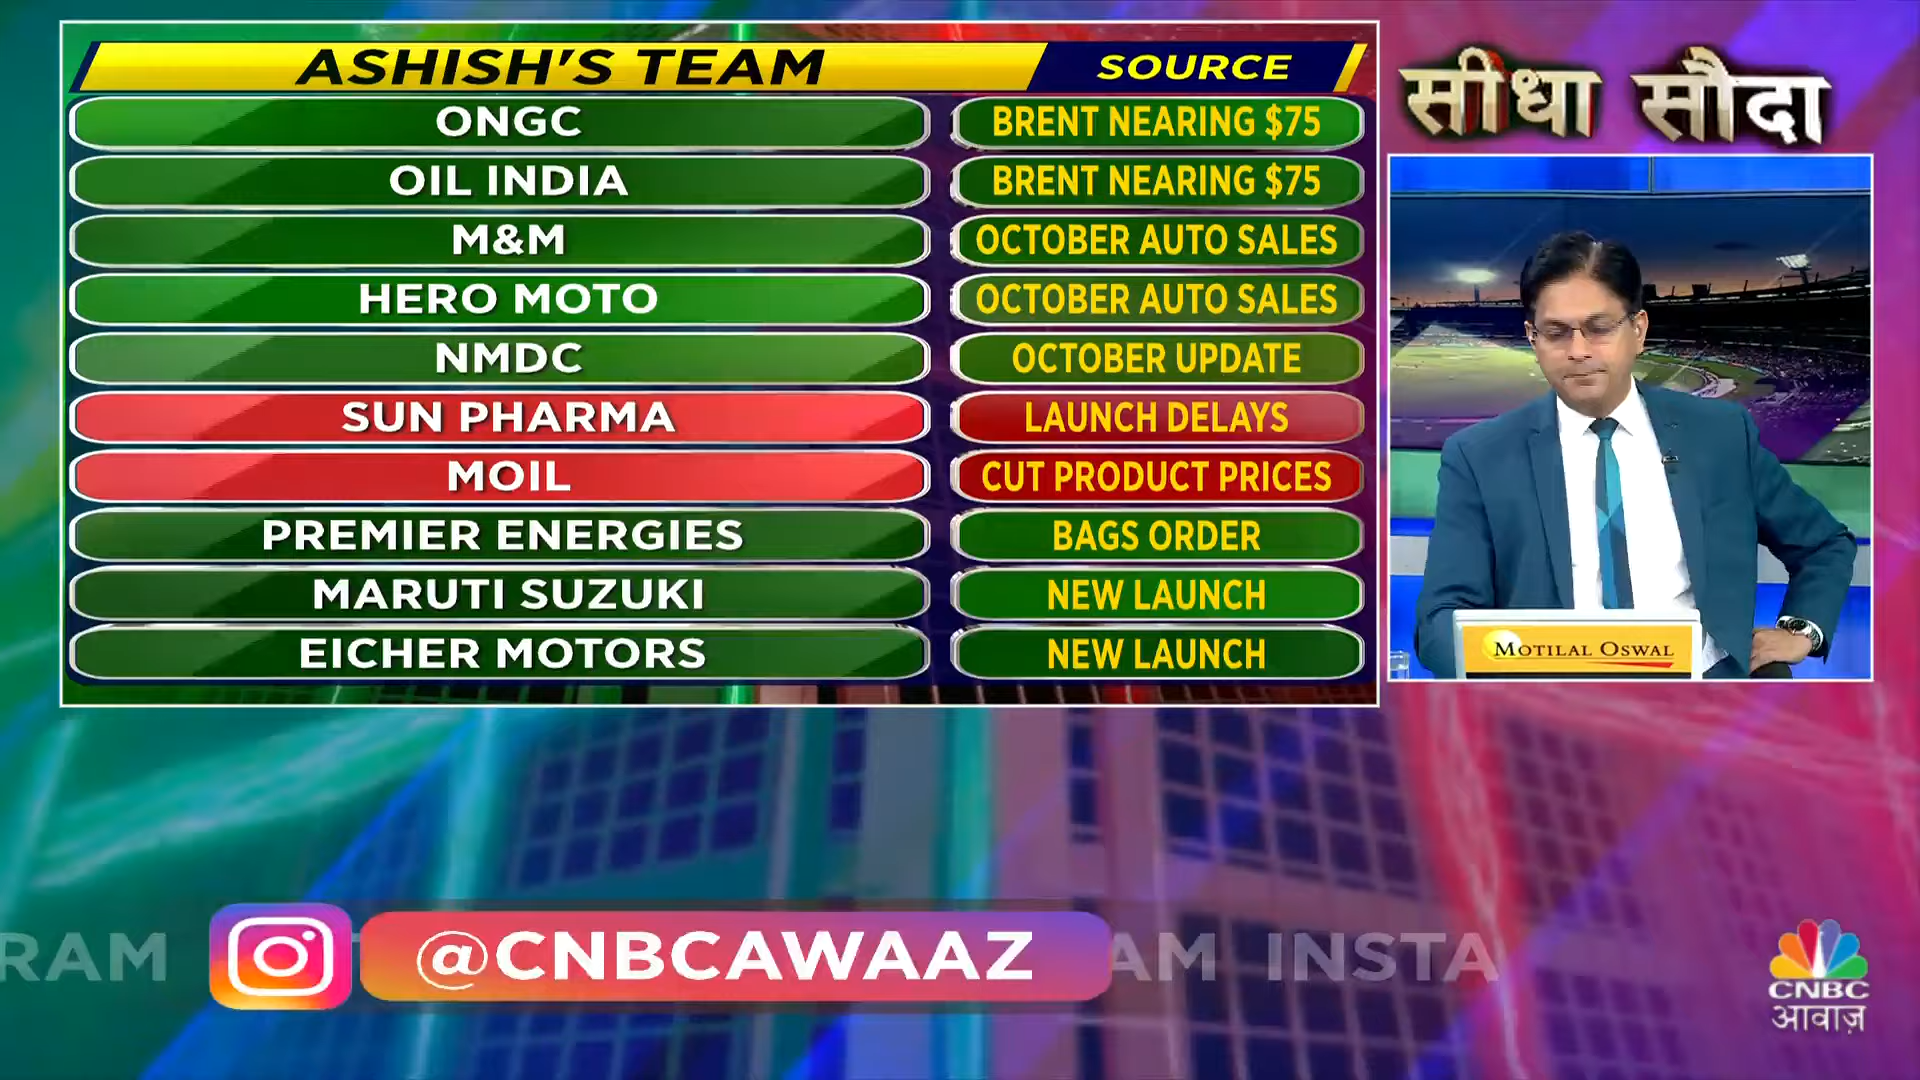 ASHISH'S TEAM SOURCE
ONGC BRENT NEARING $75
OIL INDIA BRENT NEARING $75
M&M OCTOBER AUTO SALES
HERO MOTO OCTOBER AUTO SALES
NMDC OCTOBER UPDATE
SUN PHARMA LAUNCH DELAYS
MOIL CUT PRODUCT PRICES
PREMIER ENERGIES BAGS ORDER
MARUTI SUZUKI NEW LAUNCH
EICHER MOTORS NEW LAUNCH
सीधा सौदा
MOTILAL OSWAL
RAM @CNBCAWAAZ AM INSTA
CNBC
आवाज़